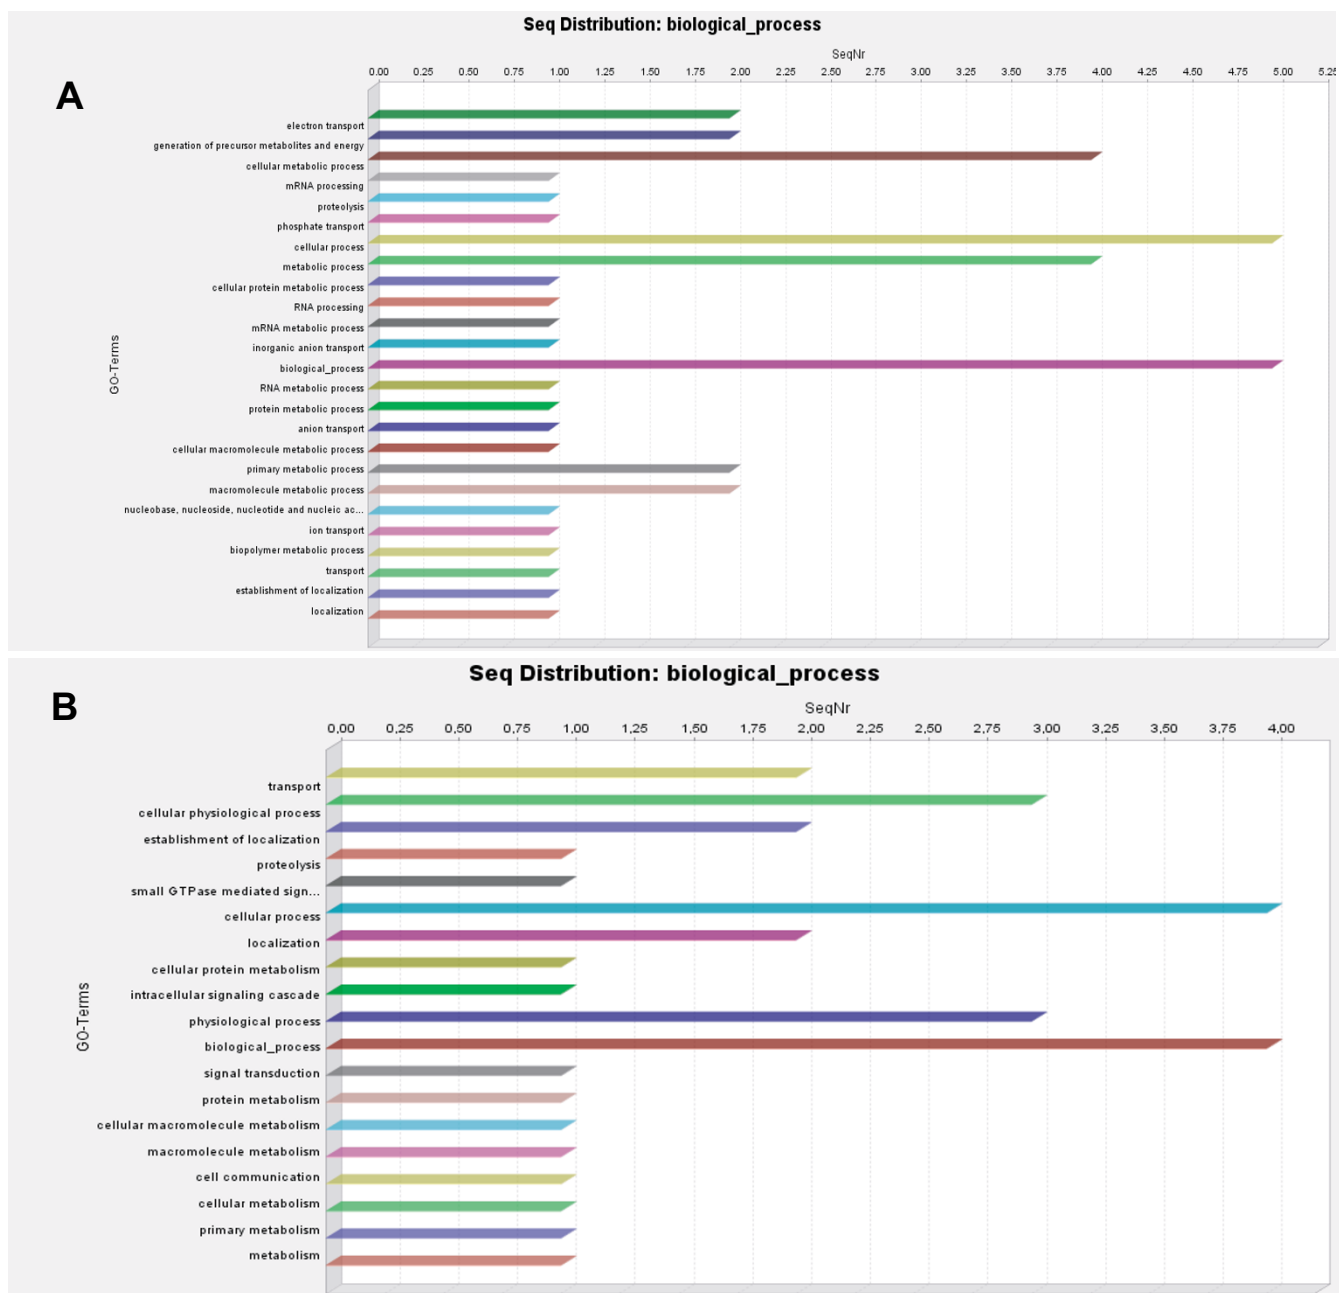 Seq Distribution: biological_process
SeqNr
0.00 0.25 0.50 0.75 1.00 1.25 1.50 1.75 2.00 2.25 2.50 2.75 3.00 3.25 3.50 3.75 4.00 4.25 4.50 4.75 5.00 5.25
A
electron transport
generation of precursor metabolites and energy
cellular metabolic process
mRNA processing
proteolysis
phosphate transport
cellular process
metabolic process
cellular protein metabolic process
RNA processing
mRNA metabolic process
inorganic anion transport
GO-Terms
biological_process
RNA metabolic process
protein metabolic process
anion transport
cellular macromolecule metabolic process
primary metabolic process
macromolecule metabolic process
nucleobase, nucleoside, nucleotide and nucleic ac...
ion transport
biopolymer metabolic process
transport
establishment of localization
localization
Seq Distribution: biological_process
B
SeqNr
0,00 0,25 0,50 0,75 1,00 1,25 1,50 1,75 2,00 2,25 2,50 2,75 3,00 3,25 3,50 3,75 4,00
transport
cellular physiological process
establishment of localization
proteolysis
small GTPase mediated sign...
cellular process
localization
cellular protein metabolism
intracellular signaling cascade
GO-Terms
physiological process
biological_process
signal transduction
protein metabolism
cellular macromolecule metabolism
macromolecule metabolism
cell communication
cellular metabolism
primary metabolism
metabolism